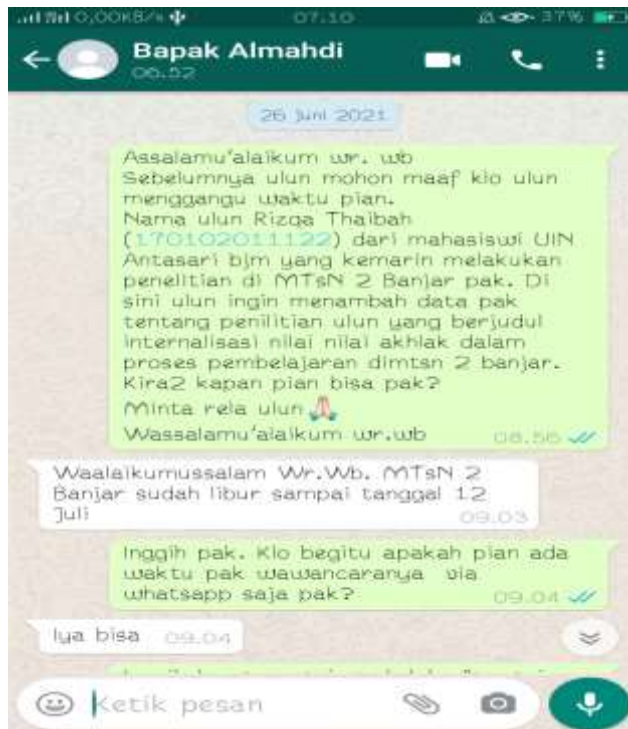 0,00KB/s 07.10 37%
Bapak Almahdi
06.52
26 Juni 2021
Assalamu'alaikum wr. wb
Sebelumnya ulun mohon maaf klo ulun
menggangu waktu pian.
Nama ulun Rizqa Thaibah
(170102011122) dari mahasiswi UIN
Antasari bjm yang kemarin melakukan
penelitian di MTsN 2 Banjar pak. Di
sini ulun ingin menambah data pak
tentang penilitian ulun yang berjudul
internalisasi nilai nilai akhlak dalam
proses pembelajaran dimtsn 2 banjar.
Kira2 kapan pian bisa pak?
Minta rela ulun🙏
Wassalamu'alaikum wr.wb 08.56
Waalaikumussalam Wr.Wb. MTsN 2
Banjar sudah libur sampai tanggal 12
Juli 09.03
Inggih pak. Klo begitu apakah pian ada
waktu pak wawancaranya via
whatsapp saja pak? 09.04
Iya bisa 09.04
Ketik pesan